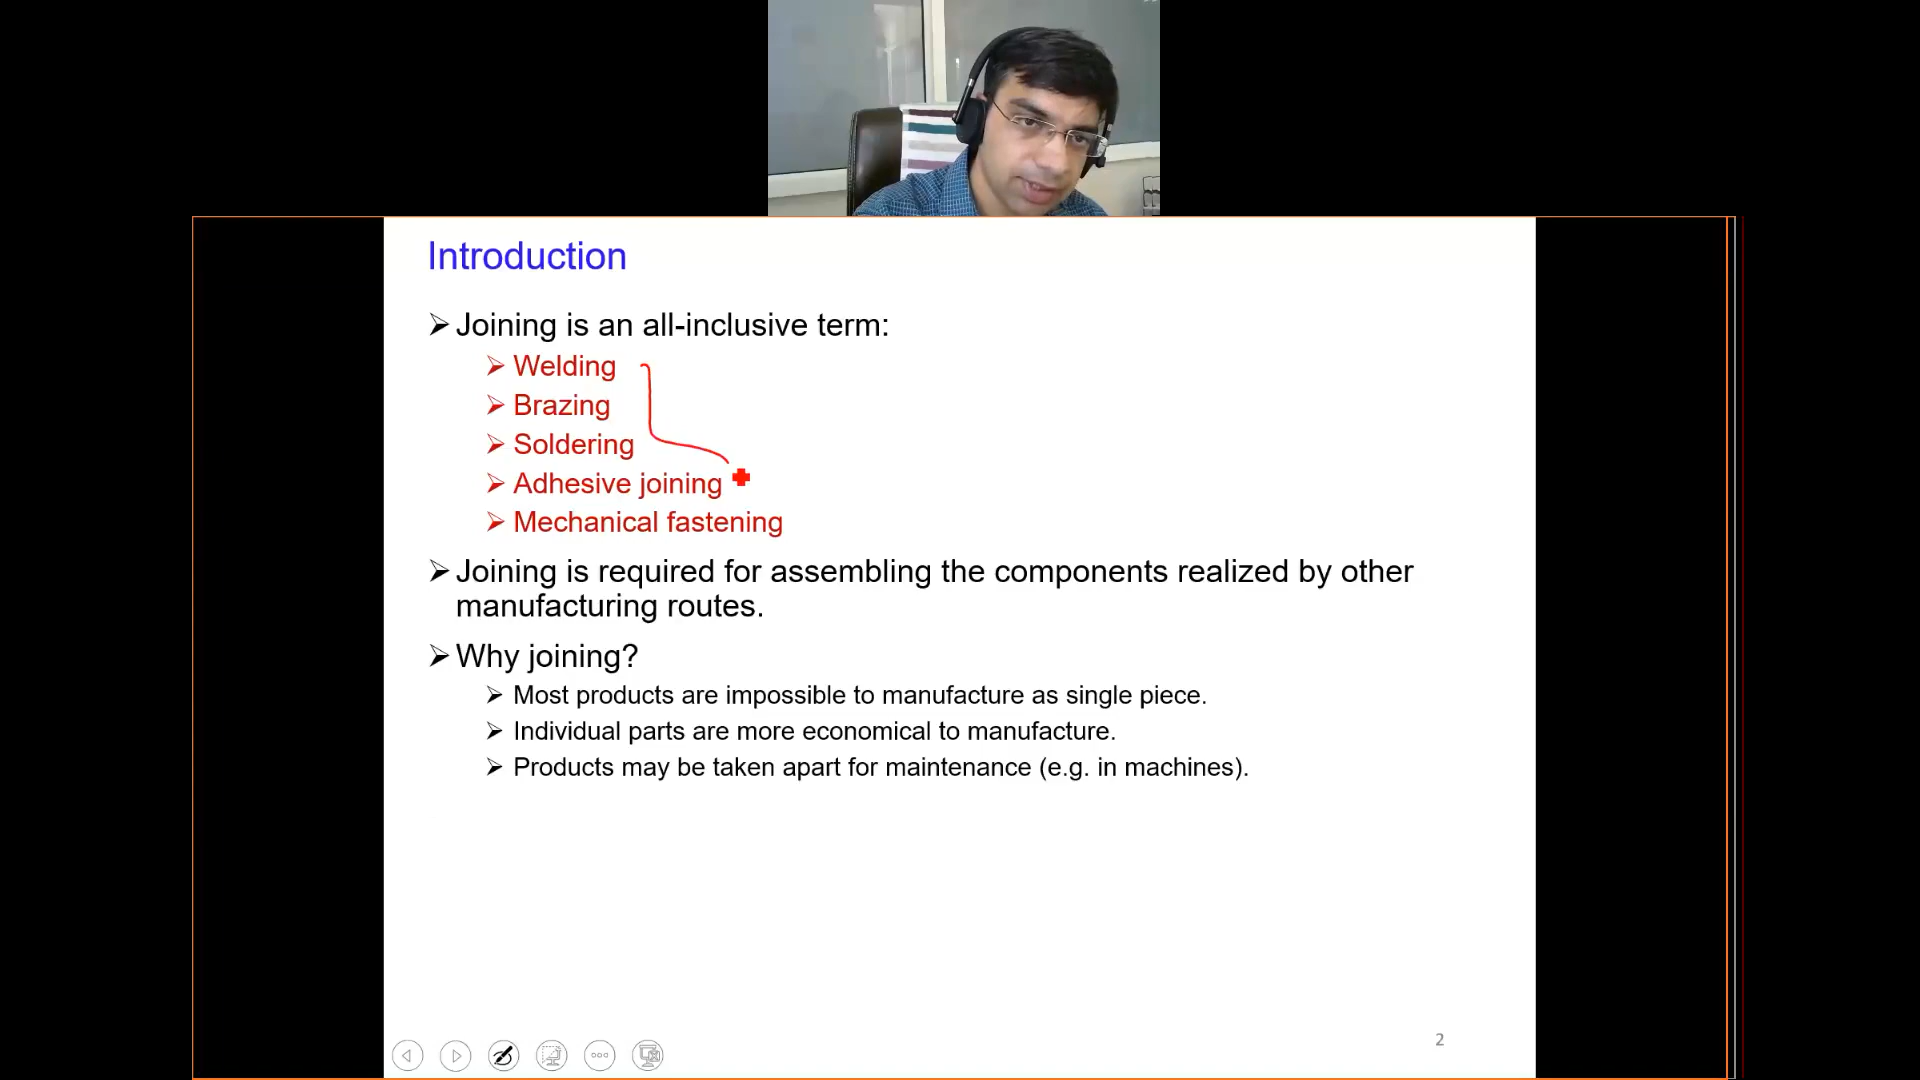 Introduction
Joining is an all-inclusive term:
Welding
Brazing
Soldering
Adhesive joining
Mechanical fastening
Joining is required for assembling the components realized by other
manufacturing routes.
Why joining?
Most products are impossible to manufacture as single piece.
Individual parts are more economical to manufacture.
Products may be taken apart for maintenance (e.g. in machines).
2